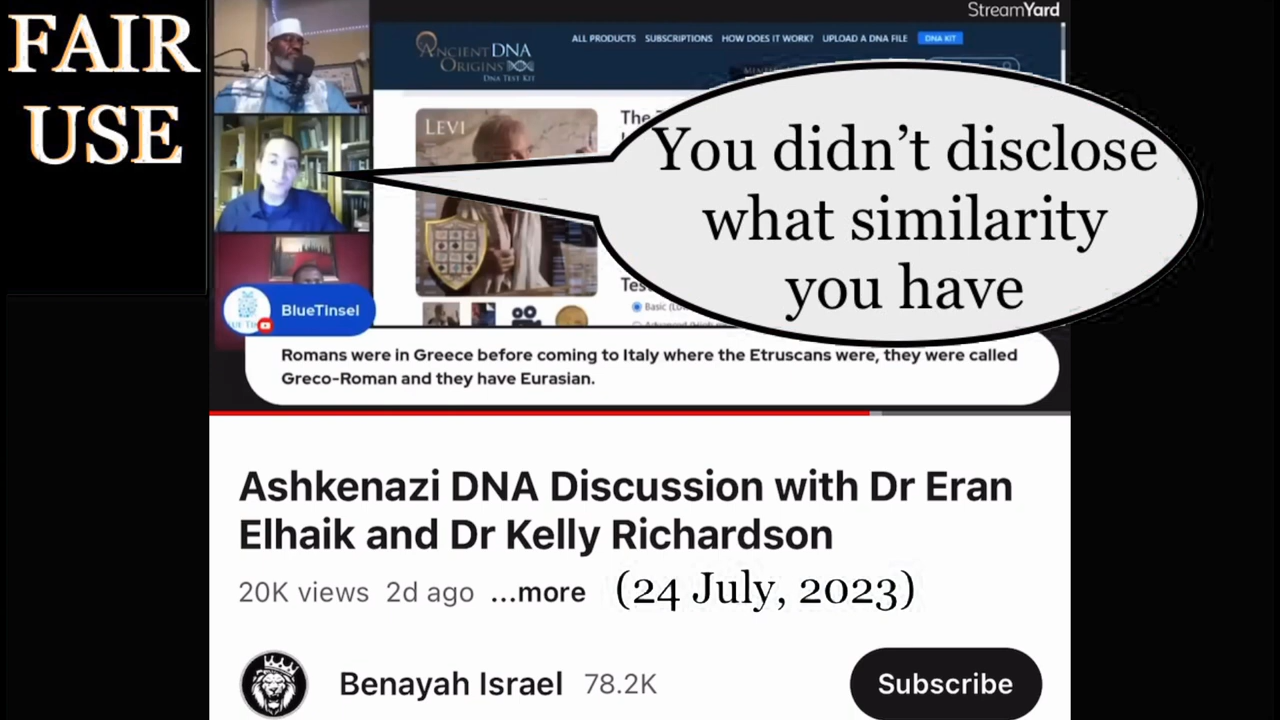 FAIR
USE
StreamYard
ANCIENT DNA
ORIGINS
DNA TEST KIT
ALL PRODUCTS SUBSCRIPTIONS HOW DOES IT WORK? UPLOAD A DNA FILE DNA KIT
LEVI
The
You didn't disclose
what similarity
you have
Tes
Basic
BlueTInsel
Romans were in Greece before coming to Italy where the Etruscans were, they were called
Greco-Roman and they have Eurasian.
Ashkenazi DNA Discussion with Dr Eran
Elhaik and Dr Kelly Richardson
20K views 2d ago ...more (24 July, 2023)
Benayah Israel 78.2K Subscribe